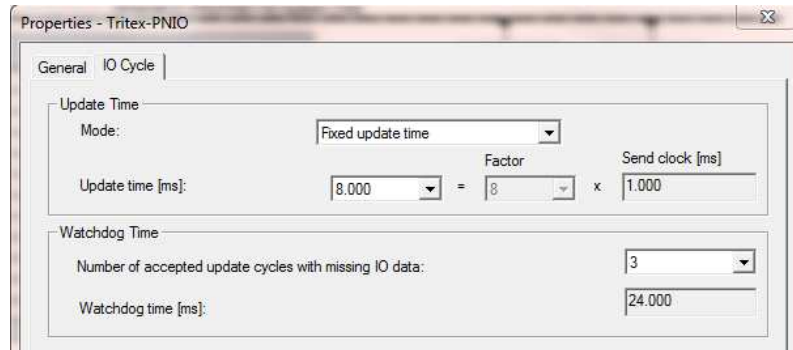 Properties - Tritex-PNIO
General IO Cycle
Update Time
Mode: Fixed update time
Factor Send clock [ms]
Update time [ms]: 8.000 = 8 x 1.000
Watchdog Time
Number of accepted update cycles with missing IO data: 3
Watchdog time [ms]: 24.000